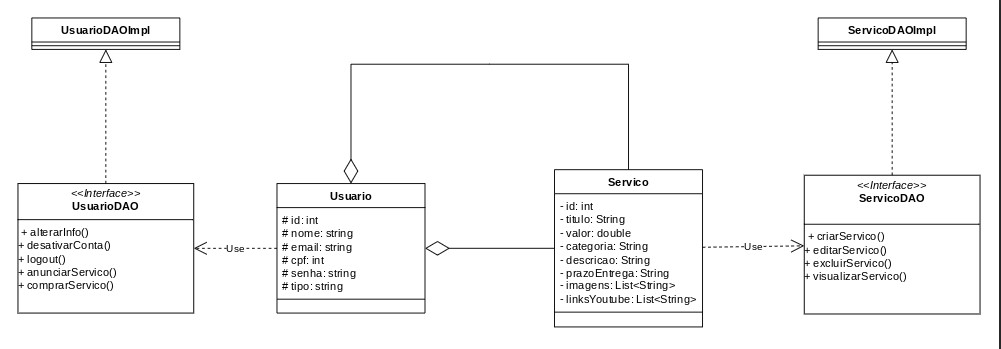 UsuarioDAOImpl
<<Interface>>
UsuarioDAO
+ alterarInfo()
+ desativarConta()
+ logout()
+ anunciarServico()
+ comprarServico()
Use
Usuario
# id: int
# nome: string
# email: string
# cpf: int
# senha: string
# tipo: string
Servico
- id: int
- titulo: String
- valor: double
- categoria: String
- descricao: String
- prazoEntrega: String
- imagens: List<String>
- linksYoutube: List<String>
Use
ServicoDAOImpl
<<Interface>>
ServicoDAO
+ criarServico()
+ editarServico()
+ excluirServico()
+ visualizarServico()